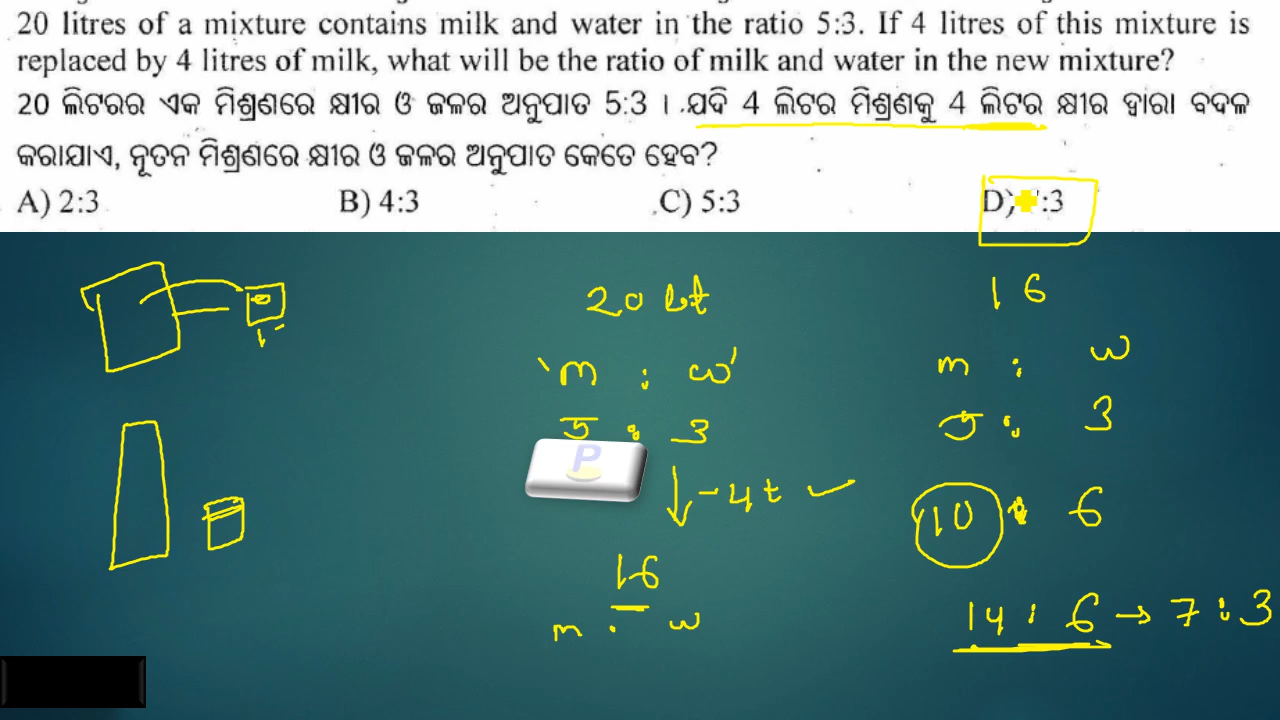 20 litres of a mixture contains milk and water in the ratio 5:3. If 4 litres of this mixture is
replaced by 4 litres of milk, what will be the ratio of milk and water in the new mixture?
20 ଲିଟରର ଏକ ମିଶ୍ରଣରେ କ୍ଷୀର ଓ ଜଳର ଅନୁପାତ 5:3 । ଯଦି 4 ଲିଟର ମିଶ୍ରଣକୁ 4 ଲିଟର କ୍ଷୀର ଦ୍ୱାରା ବଦଳ
କରାଯାଏ, ନୂତନ ମିଶ୍ରଣରେ କ୍ଷୀର ଓ ଜଳର ଅନୁପାତ କେତେ ହେବ?
A) 2:3 B) 4:3 C) 5:3 D) :3
20 Lt
m : w
5 : 3
P
-4t
16
m : w
16
m : w
5 : 3
10 : 6
14 : 6 → 7 : 3